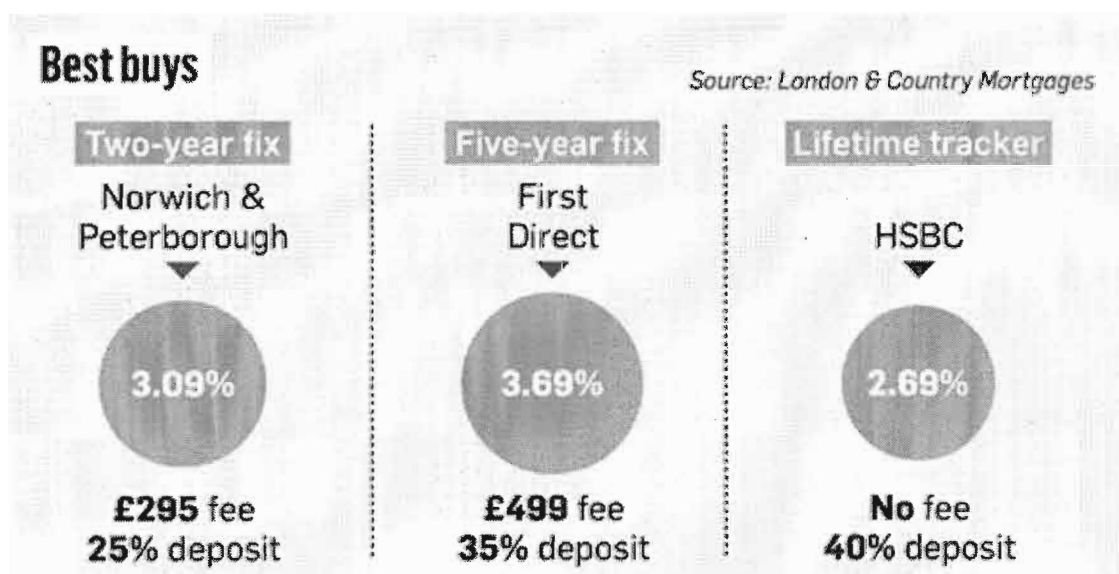 Best buys
Source: London & Country Mortgages
Two-year fix
Norwich &
Peterborough
3.09%
£295 fee
25% deposit
Five-year fix
First
Direct
3.69%
£499 fee
35% deposit
Lifetime tracker
HSBC
2.69%
No fee
40% deposit